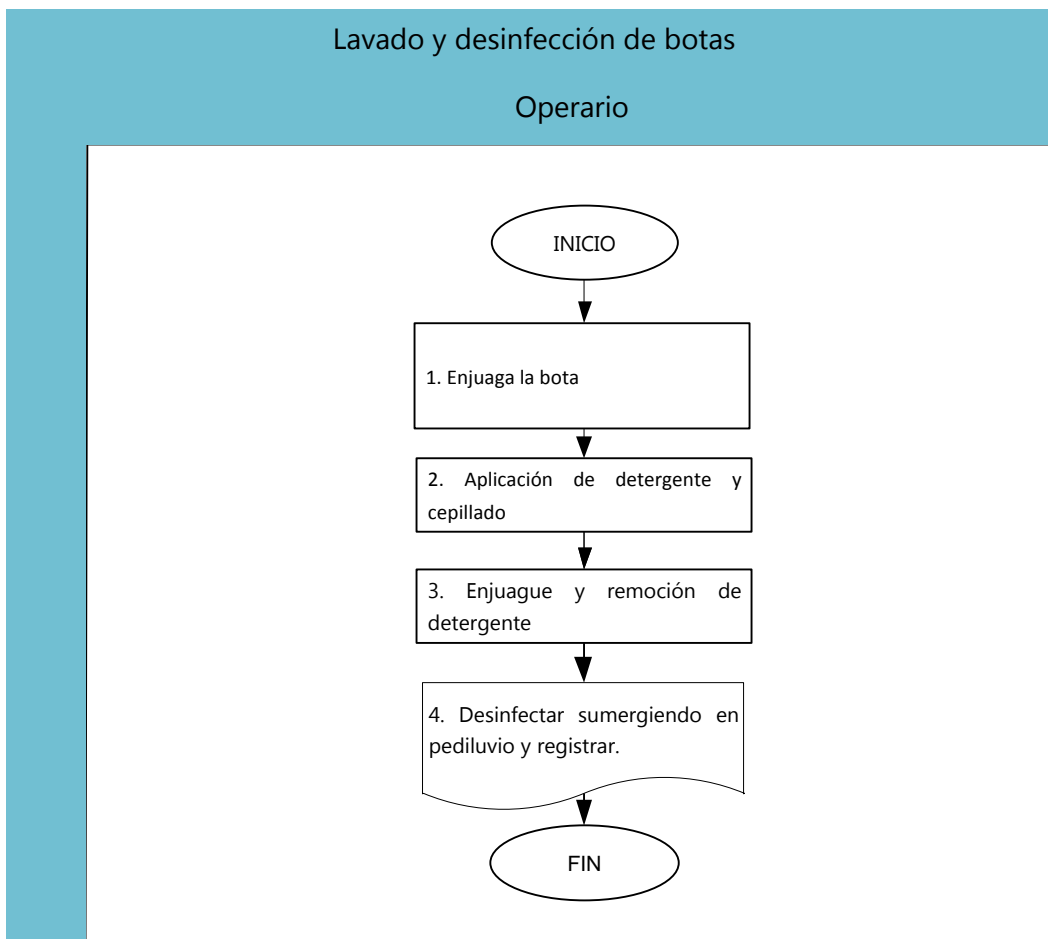 Lavado y desinfección de botas
Operario
INICIO
1. Enjuaga la bota
2. Aplicación de detergente y
cepillado
3. Enjuague y remoción de
detergente
4. Desinfectar sumergiendo en
pediluvio y registrar.
FIN